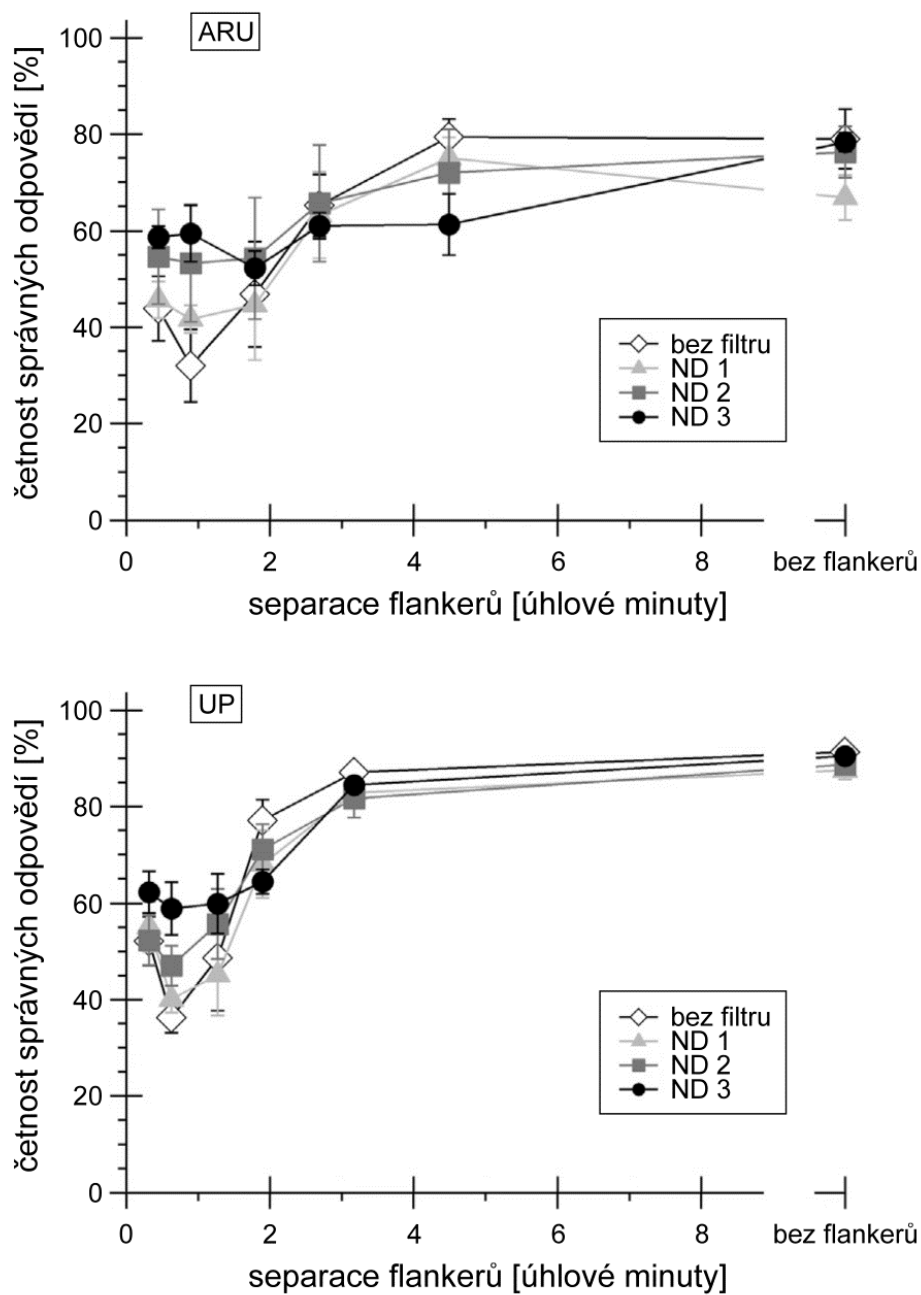 ARU
100
80
60
40
20
0
četnost správných odpovědí [%]
bez filtru
ND 1
ND 2
ND 3
0 2 4 6 8 bez flankerů
separace flankerů [úhlové minuty]
UP
100
80
60
40
20
0
četnost správných odpovědí [%]
bez filtru
ND 1
ND 2
ND 3
0 2 4 6 8 bez flankerů
separace flankerů [úhlové minuty]